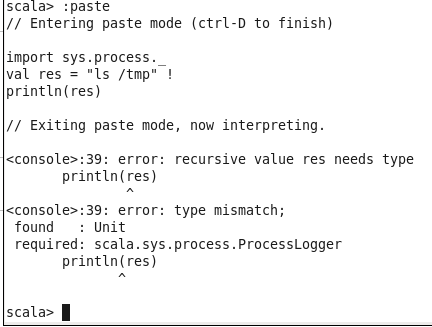 scala> :paste
// Entering paste mode (ctrl-D to finish)
import sys.process._
val res = "ls /tmp" !
println(res)
// Exiting paste mode, now interpreting.
<console>:39: error: recursive value res needs type
       println(res)
               ^
<console>:39: error: type mismatch;
 found   : Unit
 required: scala.sys.process.ProcessLogger
       println(res)
              ^
scala>